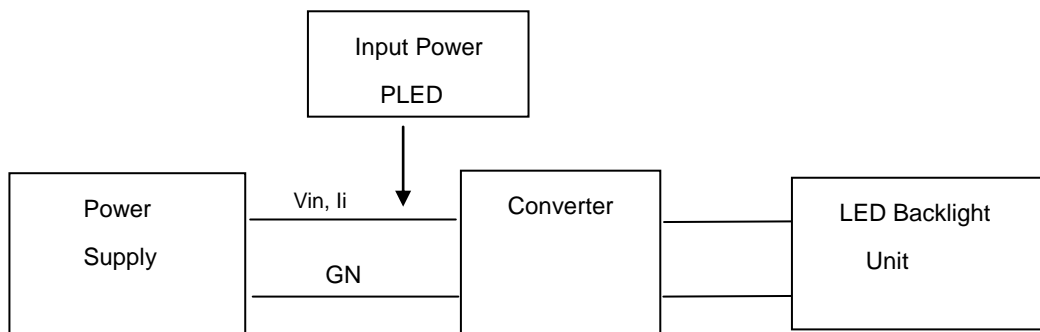 Input Power
PLED
Power
Supply
Vin, Ii
GN
Converter
LED Backlight
Unit